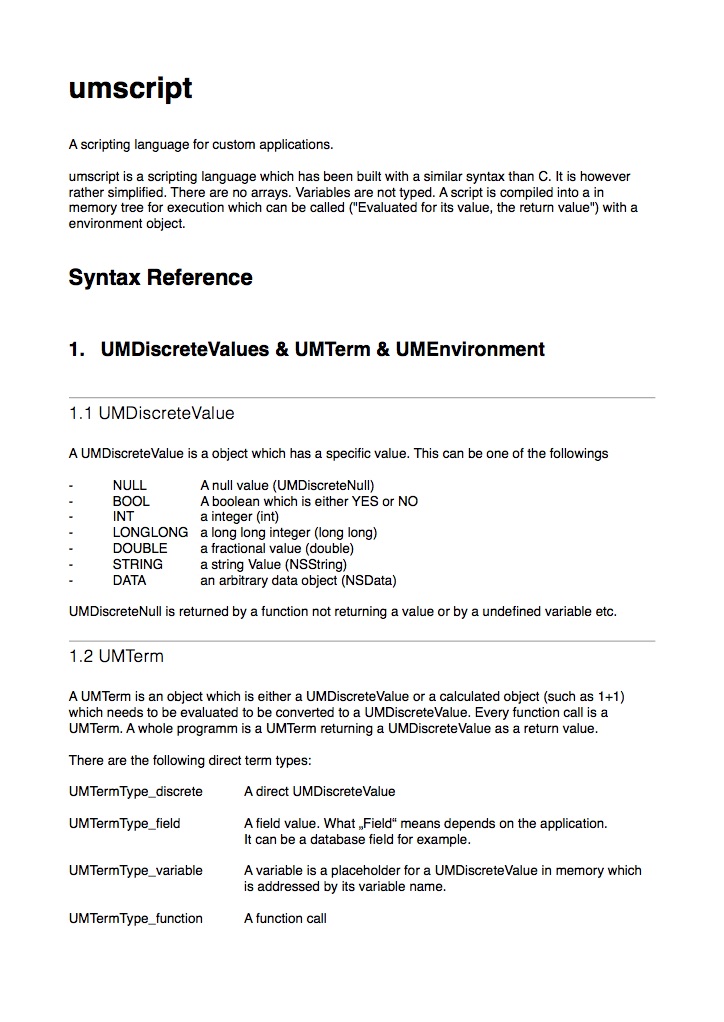 umscript
A scripting language for custom applications.
umscript is a scripting language which has been built with a similar syntax than C. It is however
rather simplified. There are no arrays. Variables are not typed. A script is compiled into a in
memory tree for execution which can be called ("Evaluated for its value, the return value") with a
environment object.
Syntax Reference
1. UMDiscreteValues & UMTerm & UMEnvironment
1.1 UMDiscreteValue
A UMDiscreteValue is a object which has a specific value. This can be one of the followings
- NULL A null value (UMDiscreteNull)
- BOOL A boolean which is either YES or NO
- INT a integer (int)
- LONGLONG a long long integer (long long)
- DOUBLE a fractional value (double)
- STRING a string Value (NSString)
- DATA an arbitrary data object (NSData)
UMDiscreteNull is returned by a function not returning a value or by a undefined variable etc.
1.2 UMTerm
A UMTerm is an object which is either a UMDiscreteValue or a calculated object (such as 1+1)
which needs to be evaluated to be converted to a UMDiscreteValue. Every function call is a
UMTerm. A whole programm is a UMTerm returning a UMDiscreteValue as a return value.
There are the following direct term types:
UMTermType_discrete A direct UMDiscreteValue
UMTermType_field A field value. What „Field“ means depends on the application.
It can be a database field for example.
UMTermType_variable A variable is a placeholder for a UMDiscreteValue in memory which
is addressed by its variable name.
UMTermType_function A function call